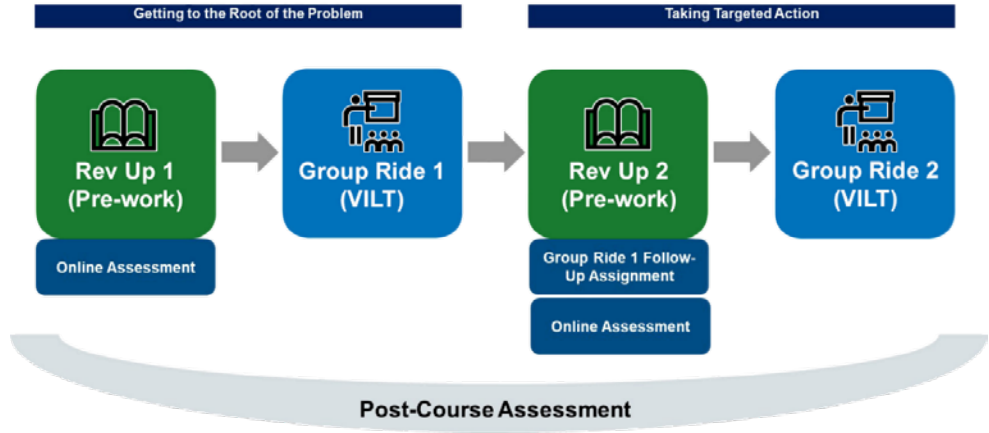 Getting to the Root of the Problem
Taking Targeted Action
Rev Up 1
(Pre-work)
Group Ride 1
(VILT)
Rev Up 2
(Pre-work)
Group Ride 2
(VILT)
Online Assessment
Group Ride 1 Follow-
Up Assignment
Online Assessment
Post-Course Assessment